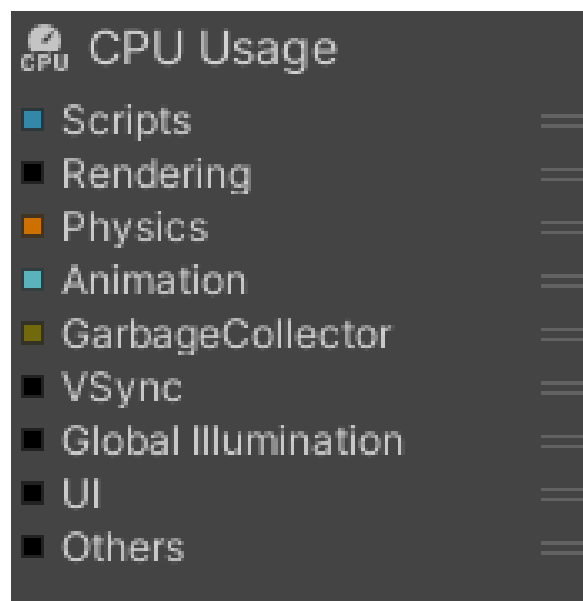 CPU CPU Usage
Scripts
Rendering
Physics
Animation
GarbageCollector
VSync
Global Illumination
UI
Others